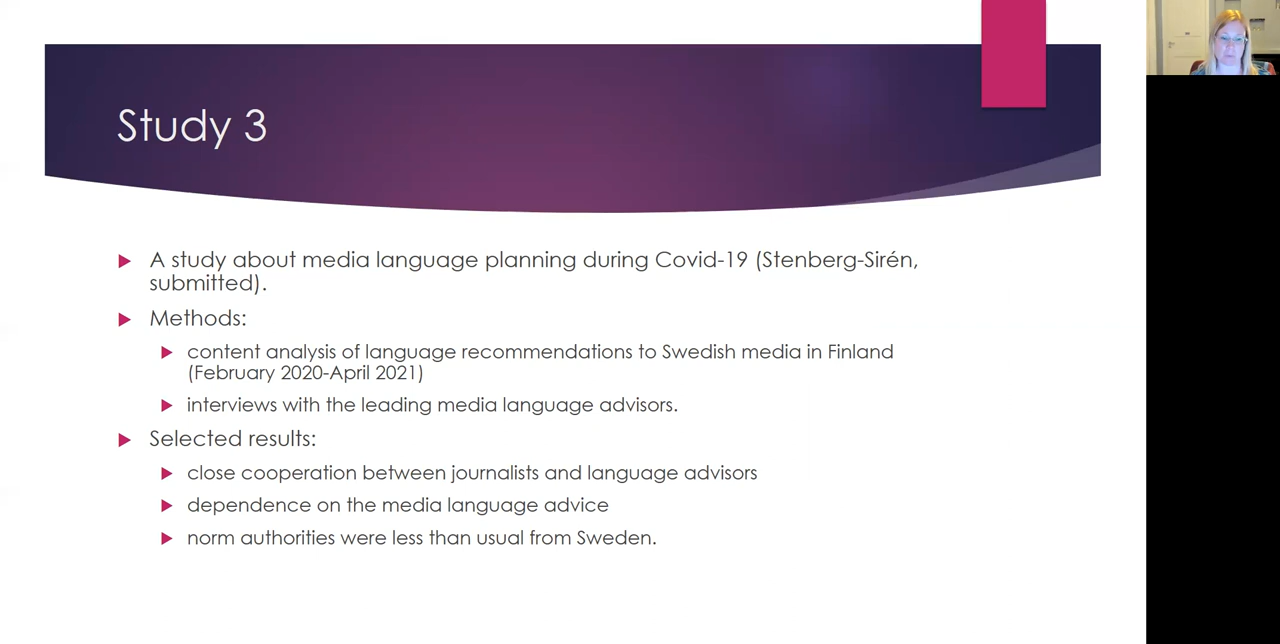 Study 3
A study about media language planning during Covid-19 (Stenberg-Sirén,
submitted).
Methods:
content analysis of language recommendations to Swedish media in Finland
(February 2020-April 2021)
interviews with the leading media language advisors.
Selected results:
close cooperation between journalists and language advisors
dependence on the media language advice
norm authorities were less than usual from Sweden.